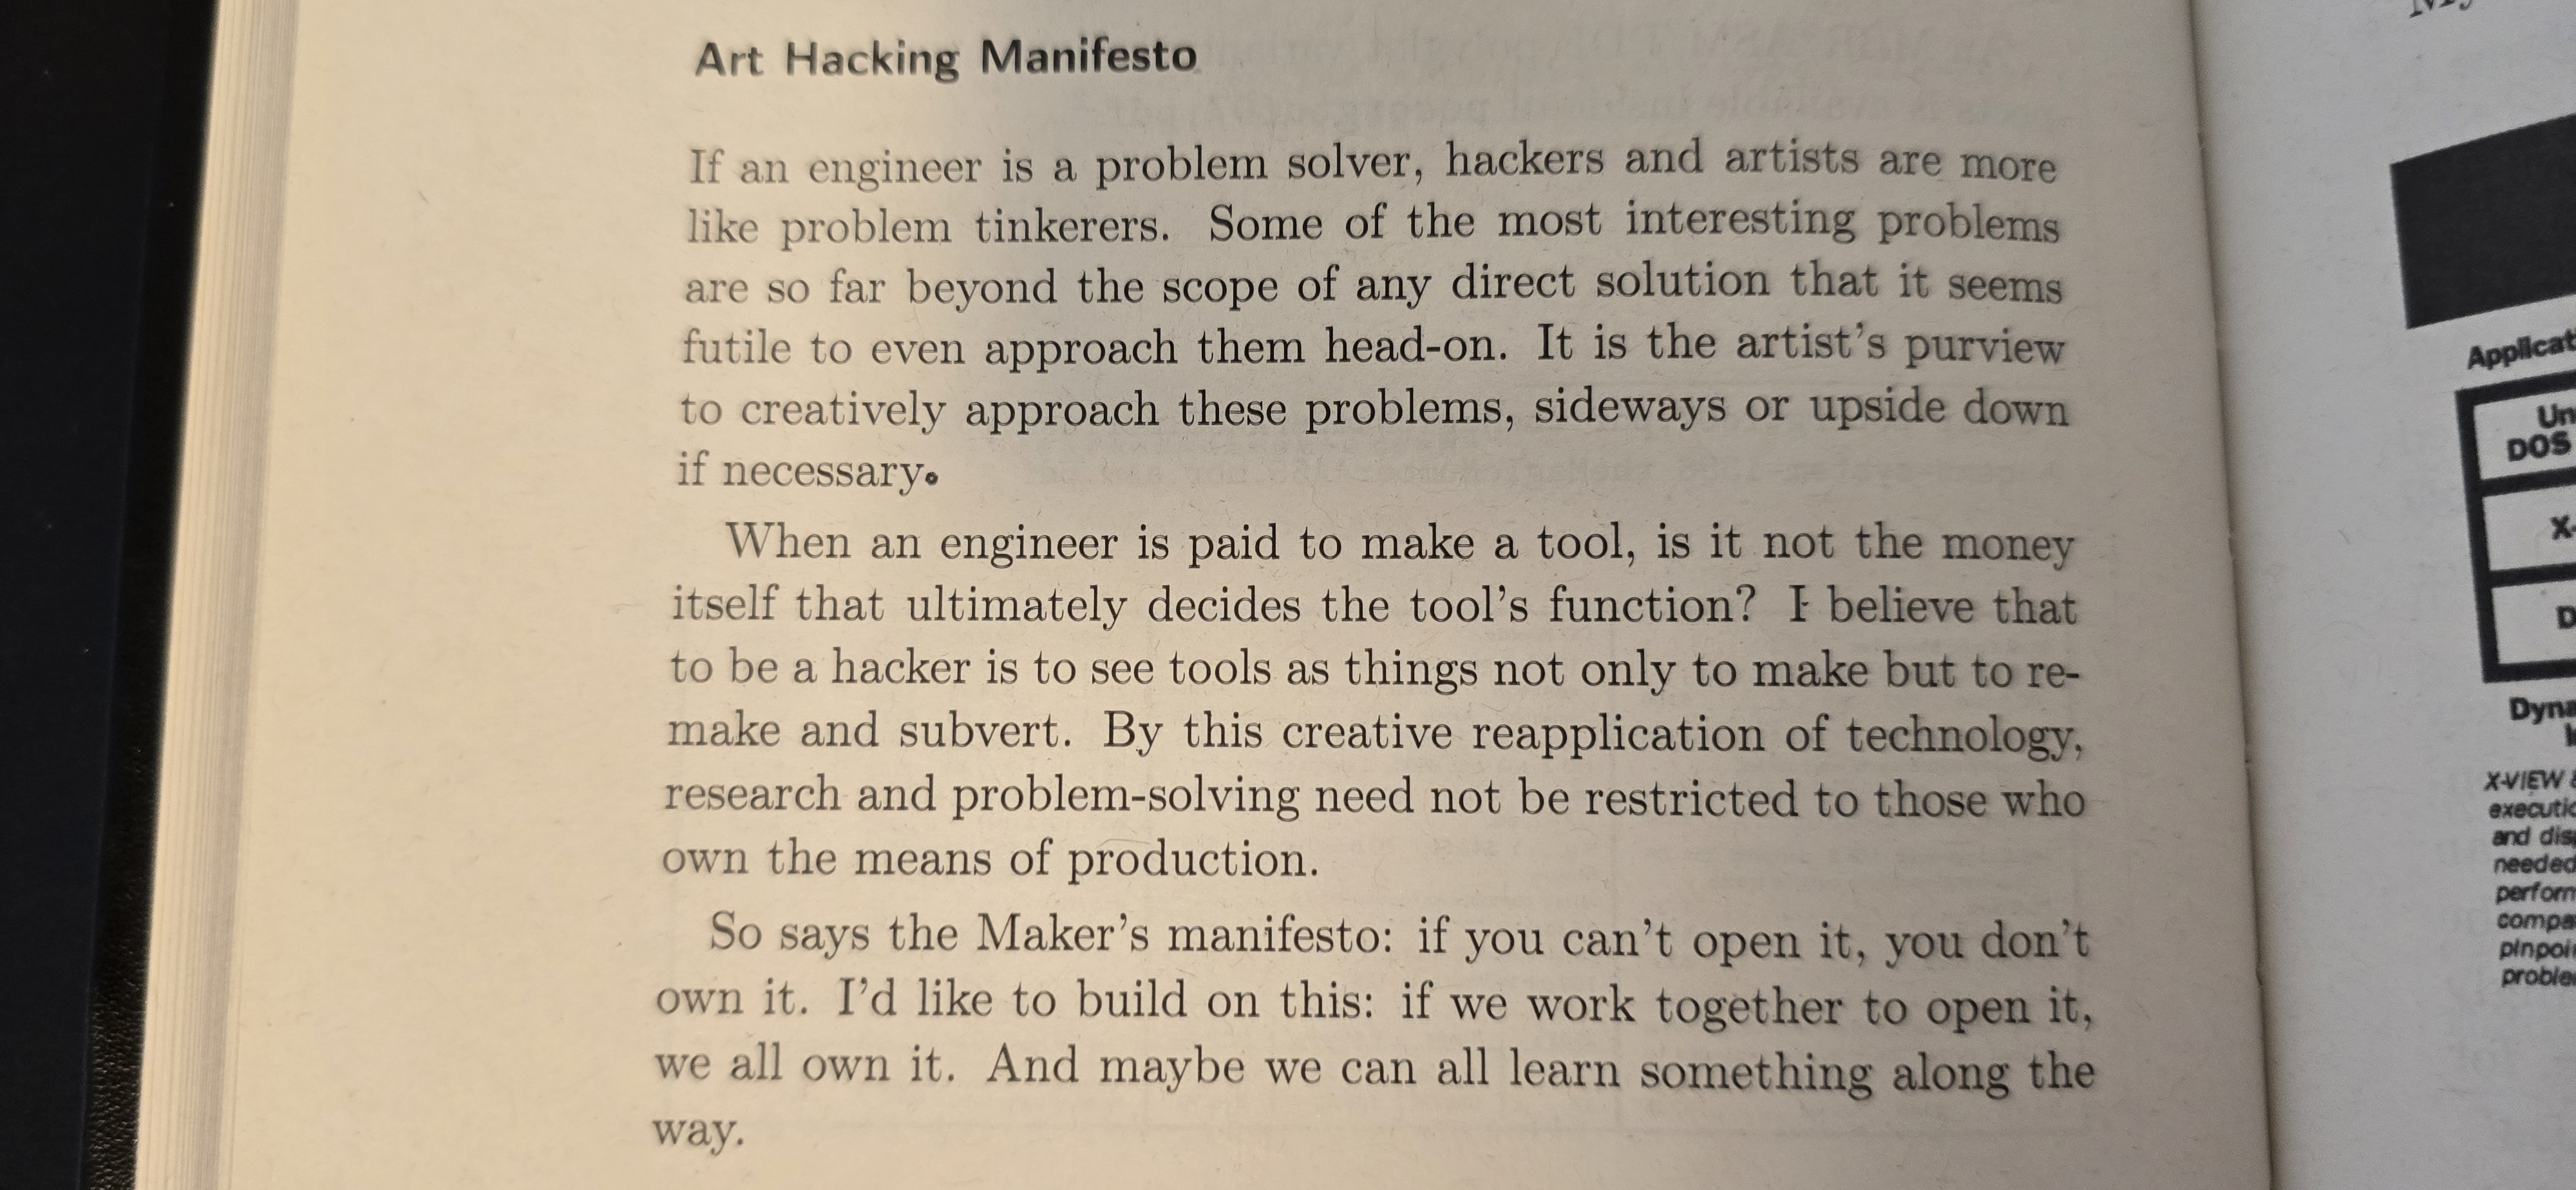 Art Hacking Manifesto
If an engineer is a problem solver, hackers and artists are more
like problem tinkerers. Some of the most interesting problems
are so far beyond the scope of any direct solution that it seems
futile to even approach them head-on. It is the artist's purview
to creatively approach these problems, sideways or upside down
if necessary.
When an engineer is paid to make a tool, is it not the money
itself that ultimately decides the tool's function? I believe that
to be a hacker is to see tools as things not only to make but to re-
make and subvert. By this creative reapplication of technology,
research and problem-solving need not be restricted to those who
own the means of production.
So says the Maker's manifesto: if you can't open it, you don't
own it. I'd like to build on this: if we work together to open it,
we all own it. And maybe we can all learn something along the
way.
Applicat
Un
DOS
X-
D
Dyna
X-VIEW
executio
and dis
needed
perform
compa
pinpoin
proble